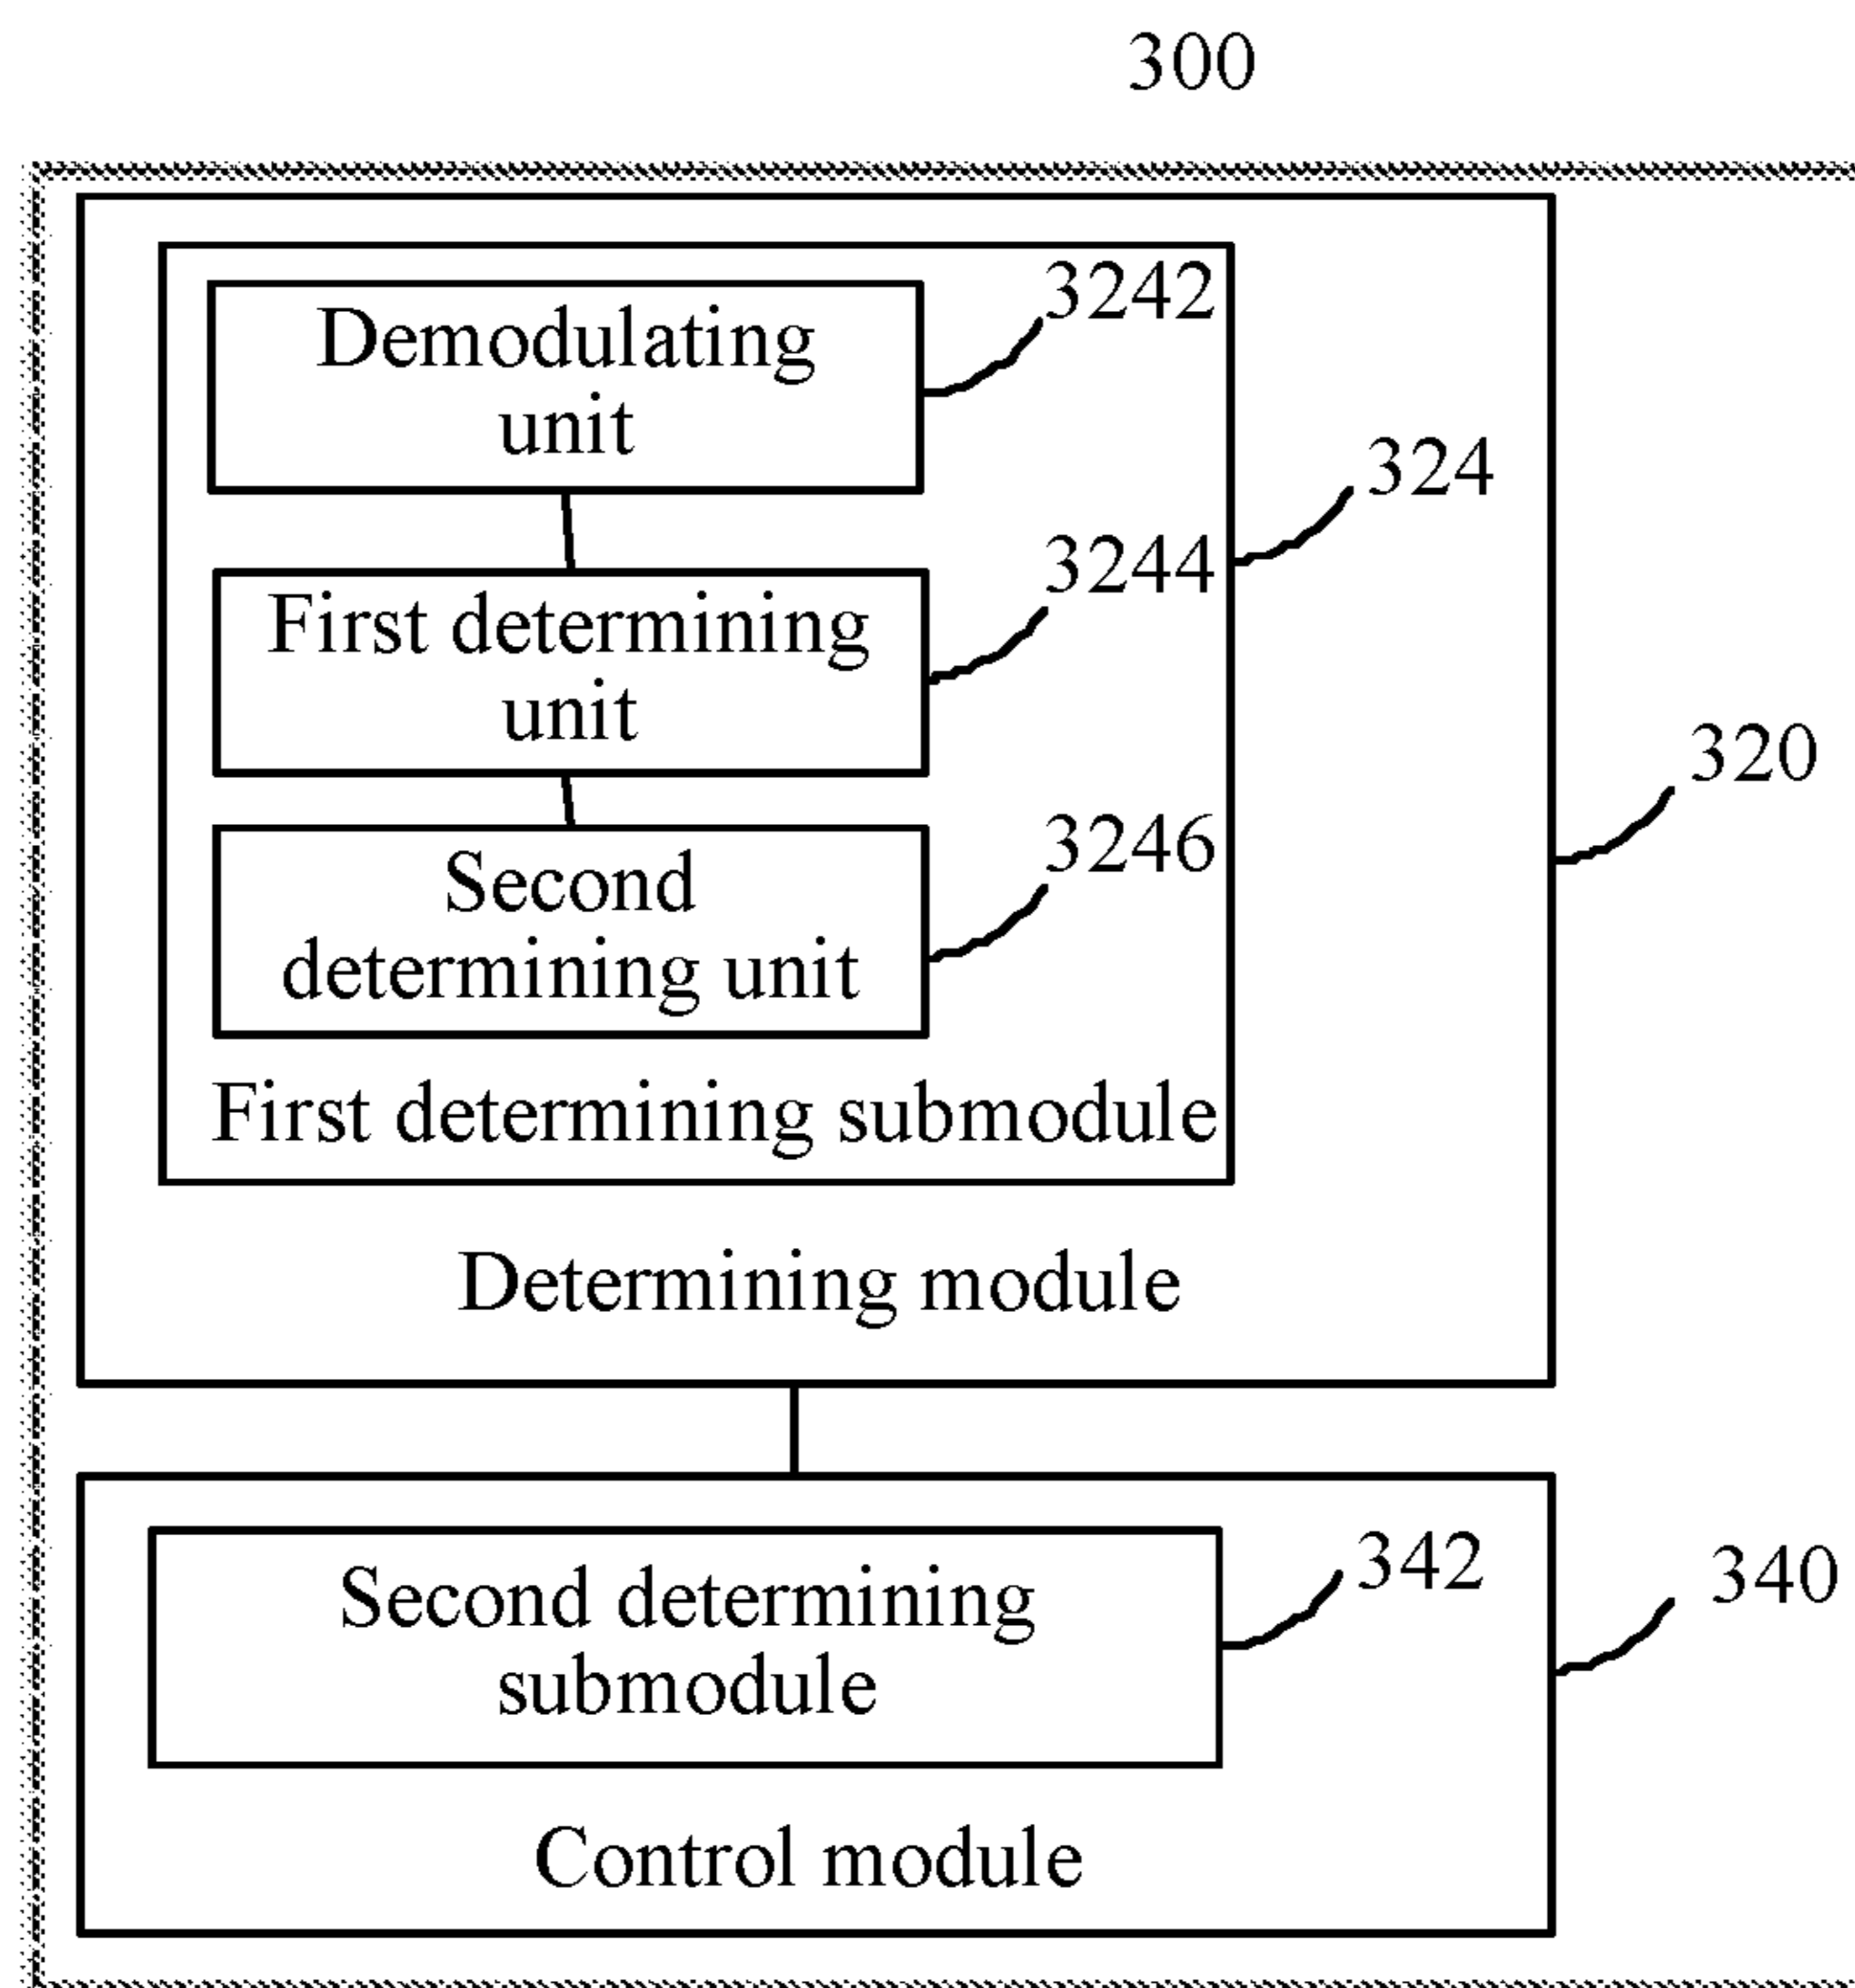 300
Demodulating
unit
3242
324
First determining
unit
3244
320
Second
determining unit
3246
First determining submodule
Determining module
Second determining
submodule
342
340
Control module